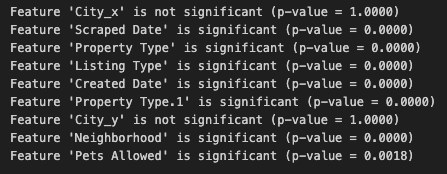 Feature 'City_x' is not significant (p-value = 1.0000)
Feature 'Scraped Date' is significant (p-value = 0.0000)
Feature 'Property Type' is significant (p-value = 0.0000)
Feature 'Listing Type' is significant (p-value = 0.0000)
Feature 'Created Date' is significant (p-value = 0.0000)
Feature 'Property Type.1' is significant (p-value = 0.0000)
Feature 'City_y' is not significant (p-value = 1.0000)
Feature 'Neighborhood' is significant (p-value = 0.0000)
Feature 'Pets Allowed' is significant (p-value = 0.0018)